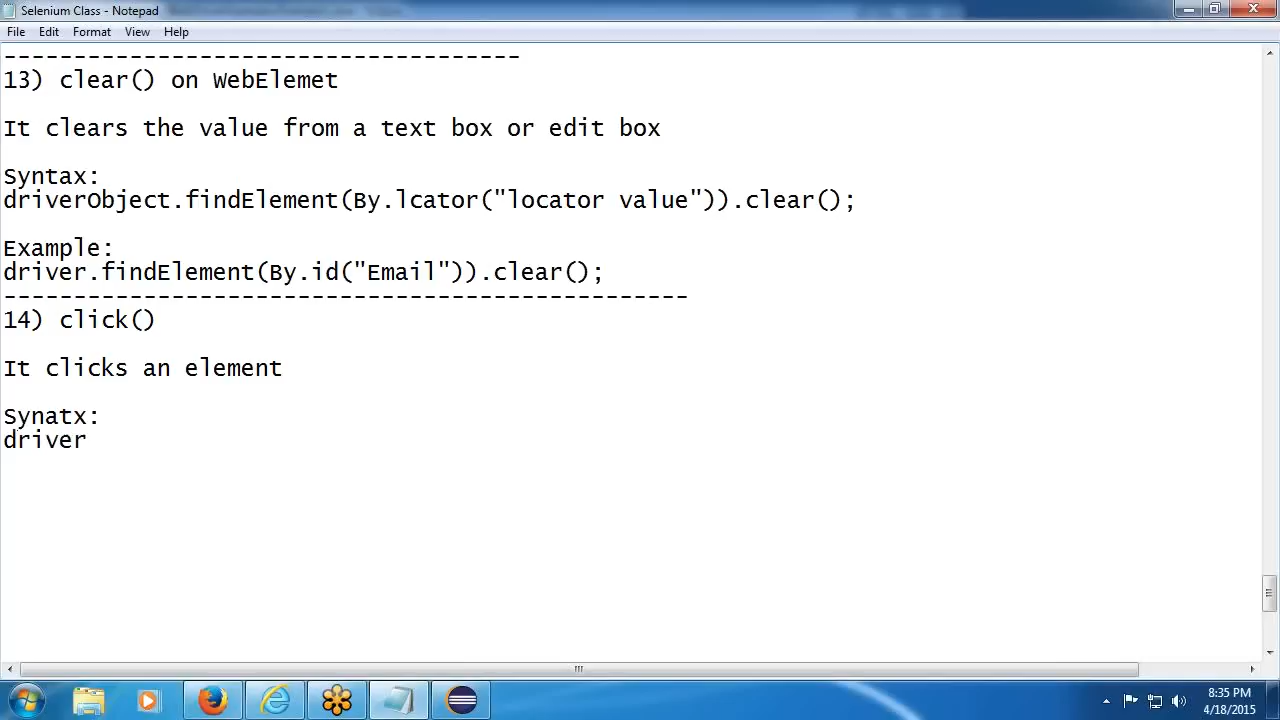 Selenium Class - Notepad
File Edit Format View Help
-------------------------------------
13) clear() on WebElemet
It clears the value from a text box or edit box
Syntax:
driverObject.findElement(By.lcator("locator value")).clear();
Example:
driver.findElement(By.id("Email")).clear();
-------------------------------------------------
14) click()
It clicks an element
Synatx:
driver
8:35 PM
4/18/2015